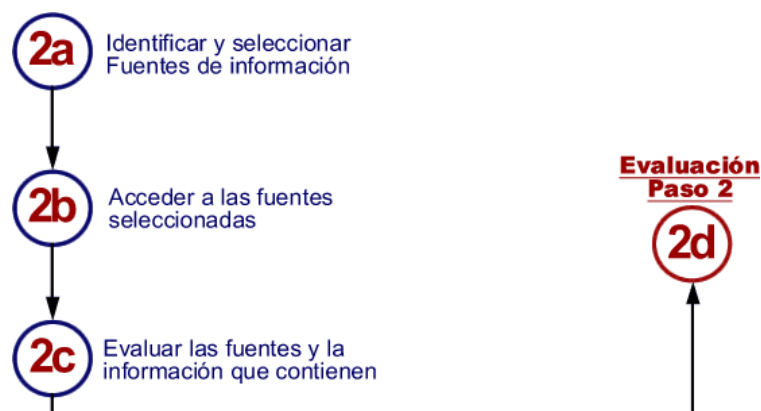 2a
Identificar y seleccionar
Fuentes de información
2b
Acceder a las fuentes
seleccionadas
2c
Evaluar las fuentes y la
información que contienen
Evaluación
Paso 2
2d